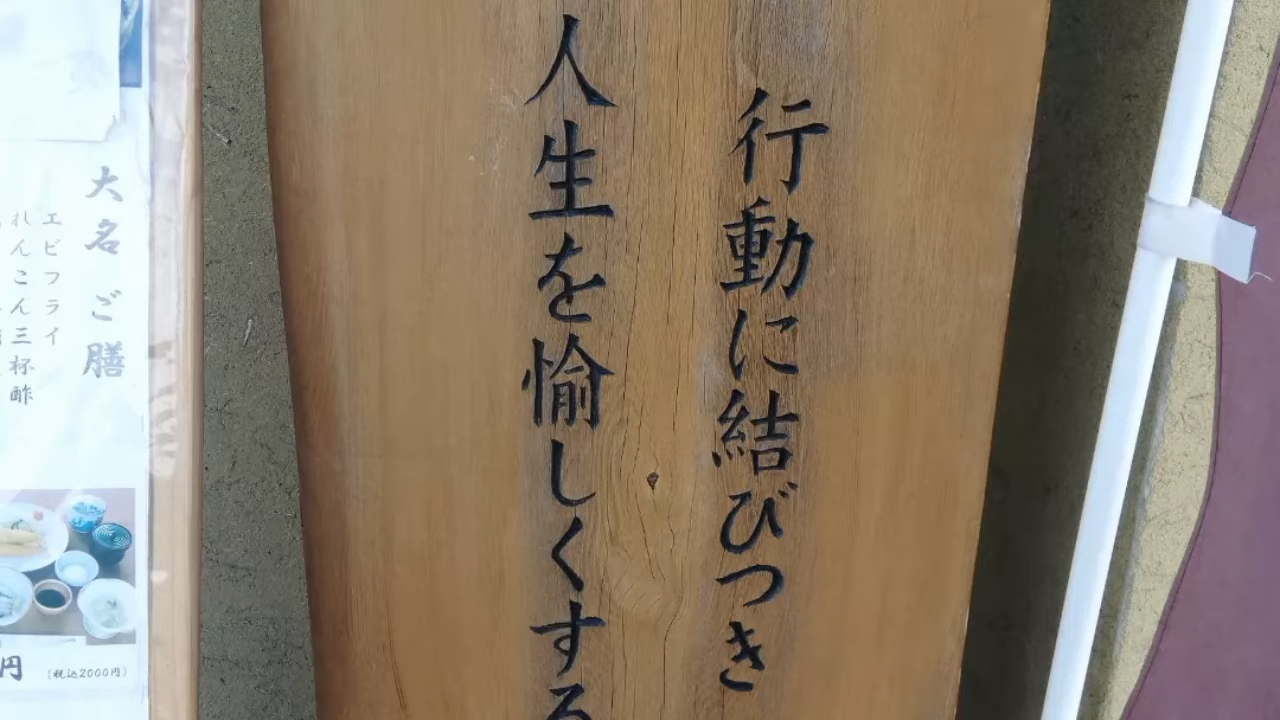 行動に結びつき
人生を愉しくする
大名ご膳
エビフライ
れんこん三杯酢
円
(税込2000円)